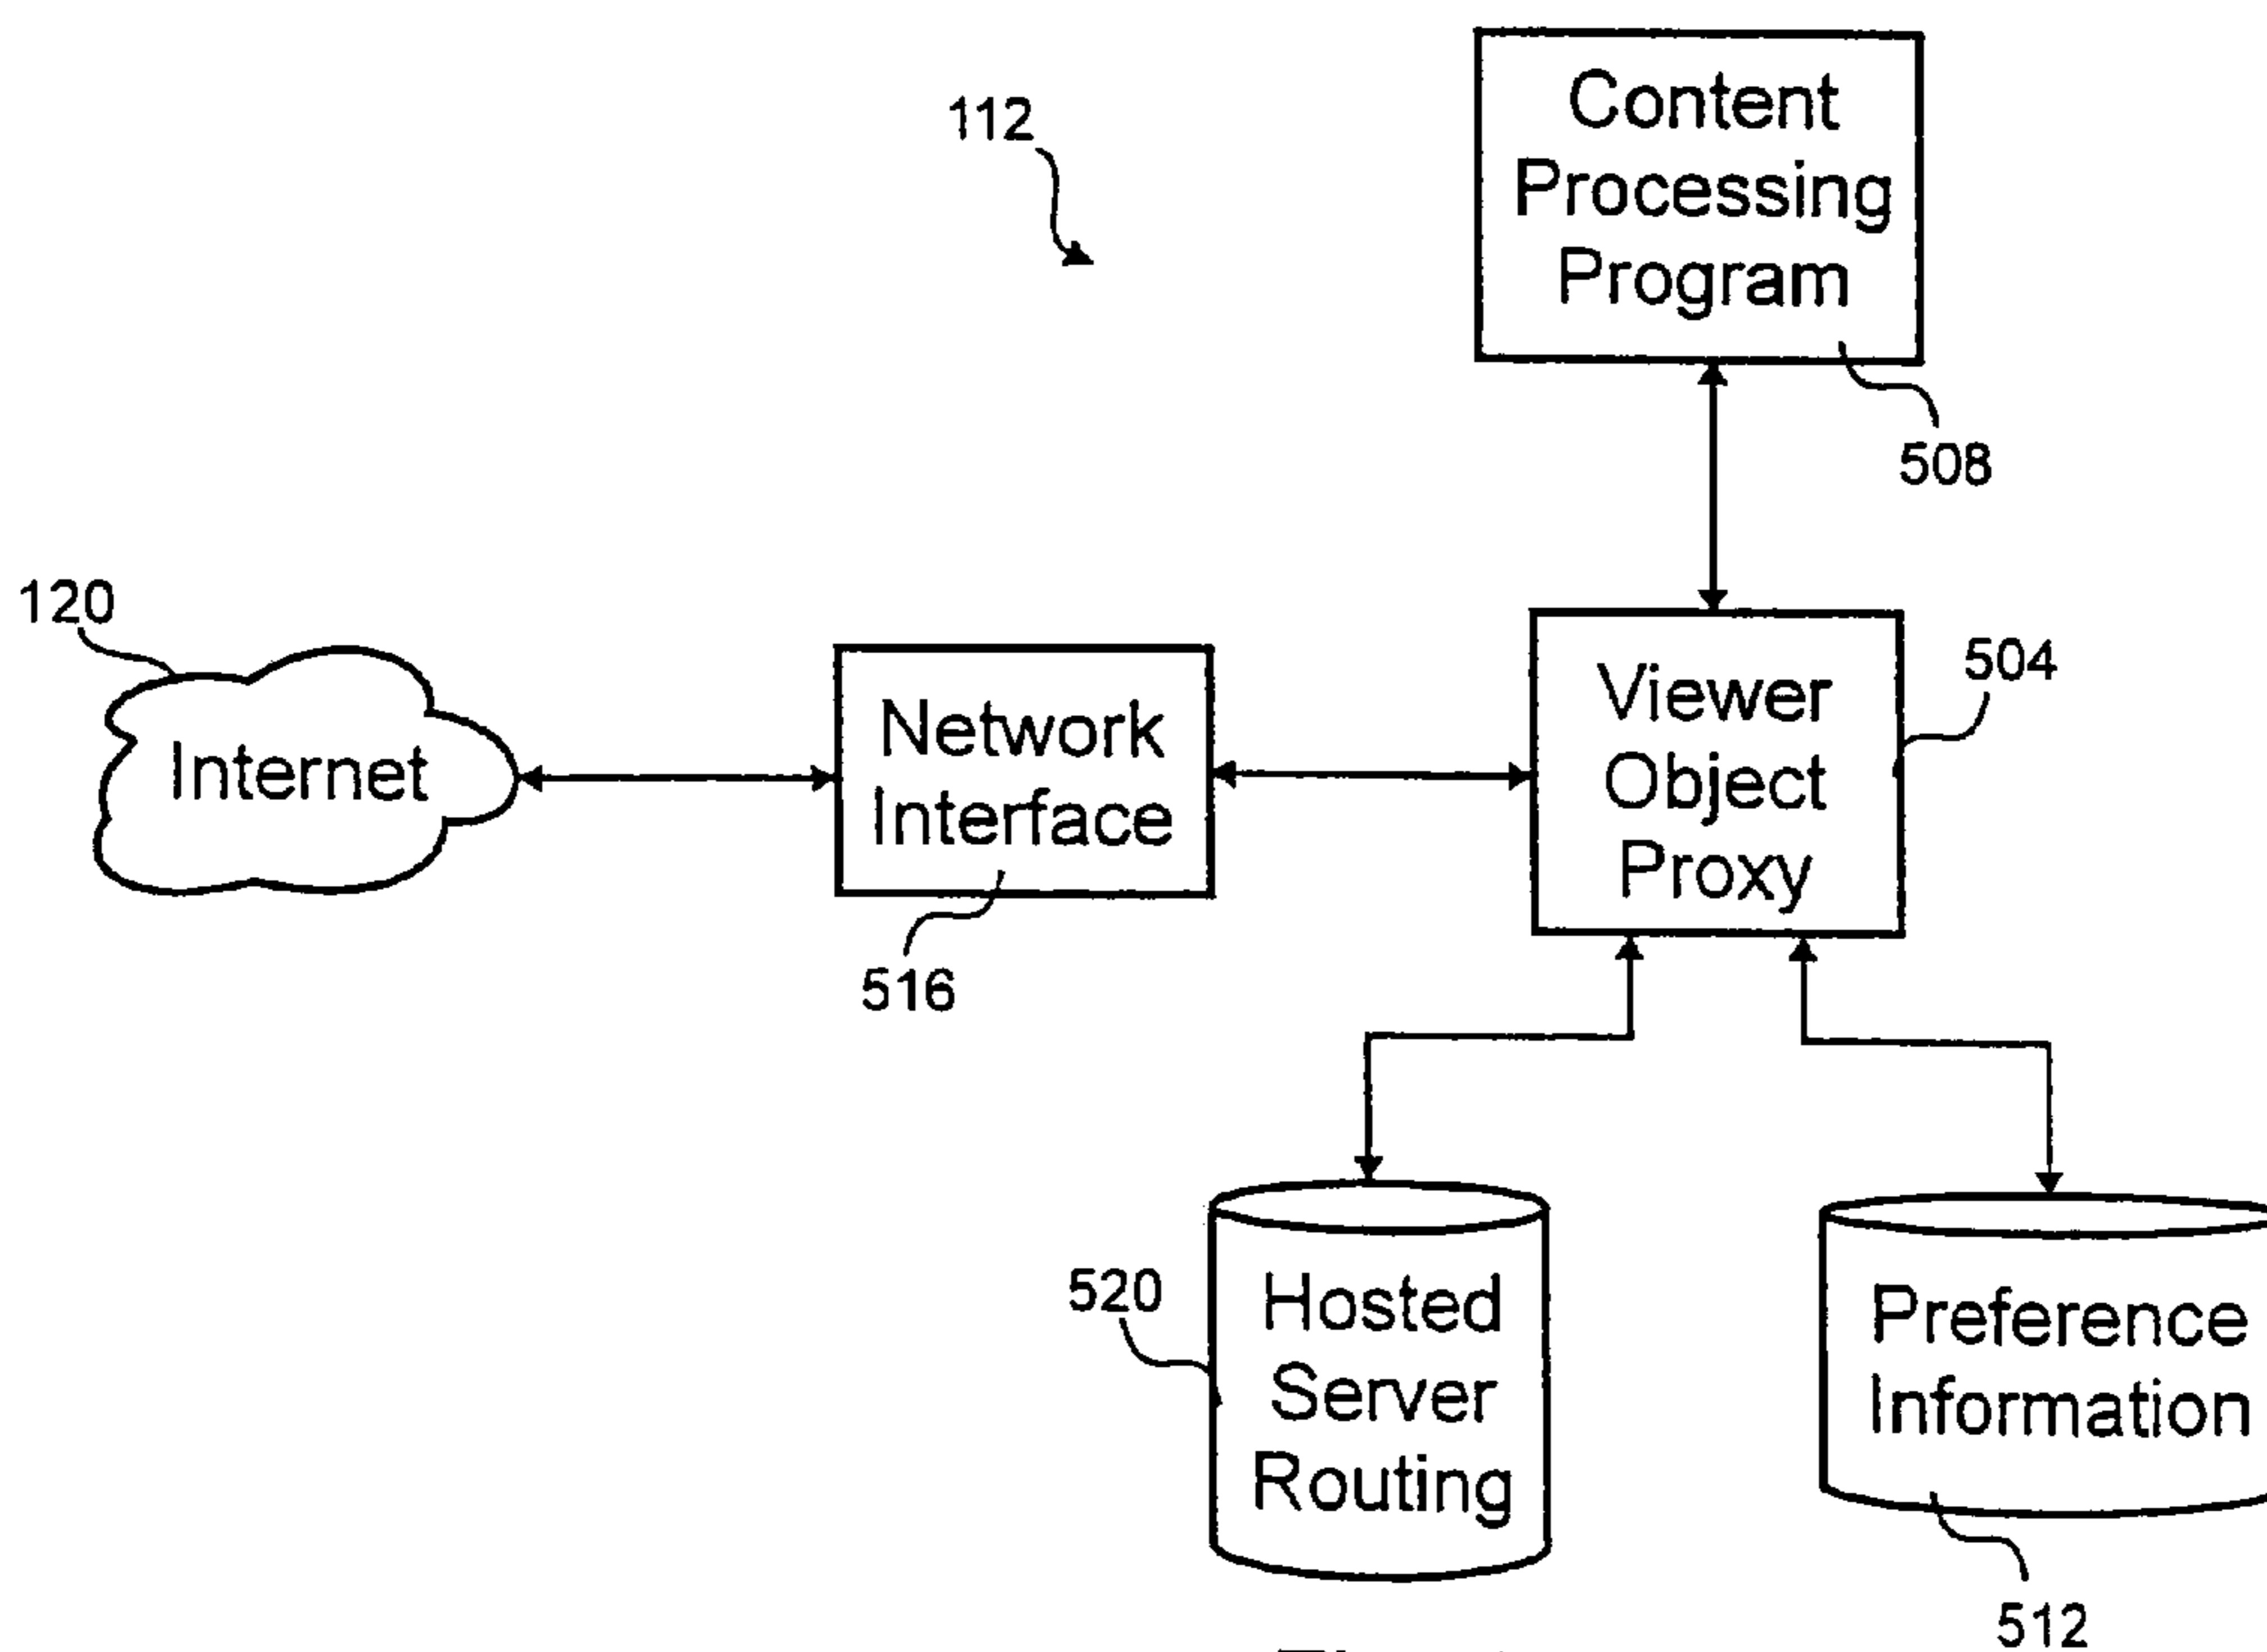 112
Content
Processing
Program
508
120
Internet
Network
Interface
516
Viewer
Object
Proxy
504
520
Hosted
Server
Routing
Preference
Information
512